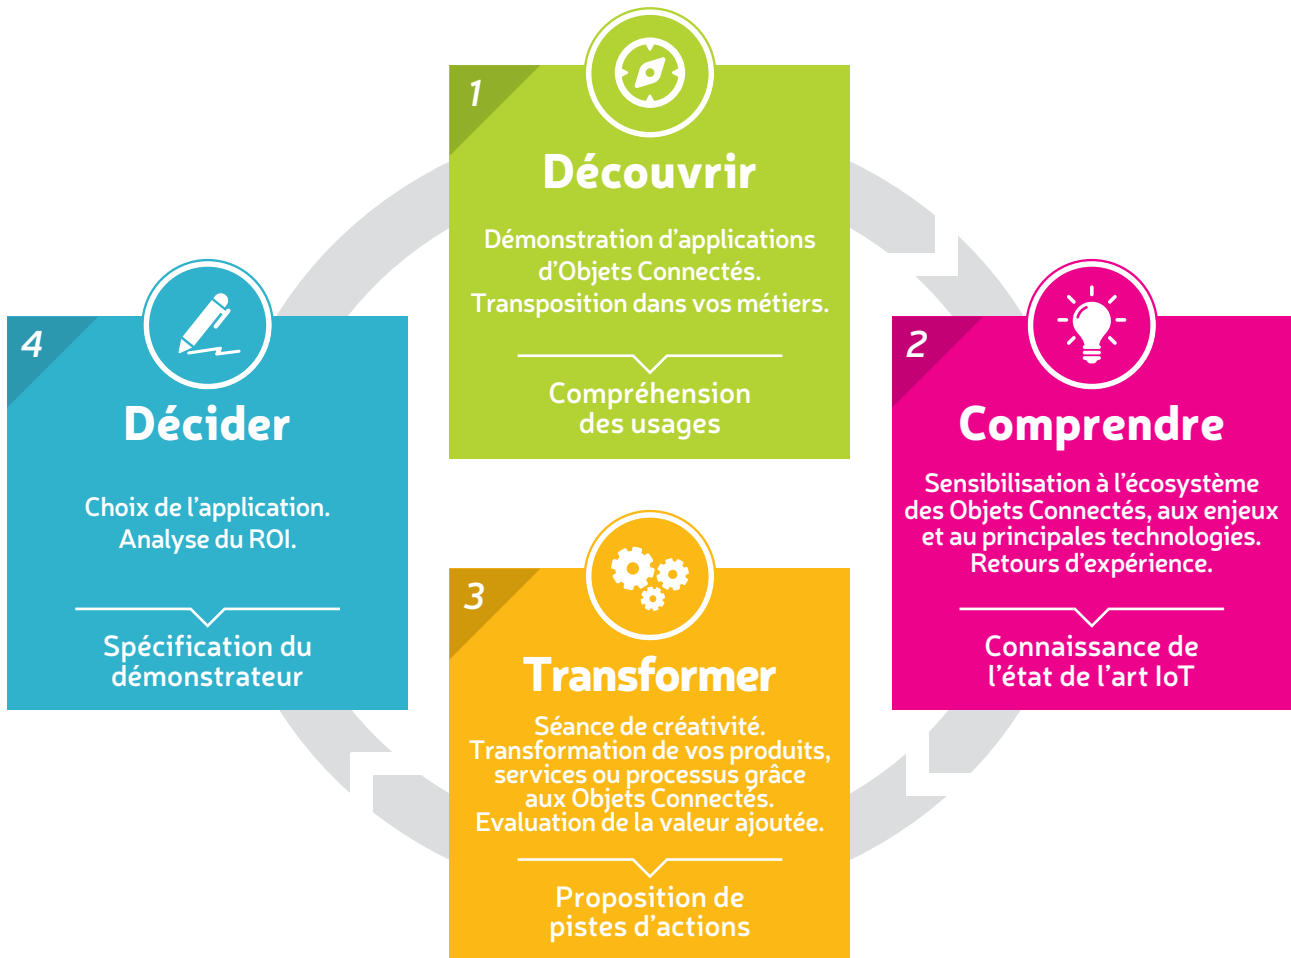 1
Découvrir
Démonstration d'applications
d'Objets Connectés.
Transposition dans vos métiers.
Compréhension
des usages
2
Comprendre
Sensibilisation à l'écosystème
des Objets Connectés, aux enjeux
et au principales technologies.
Retours d'expérience.
Connaissance de
l'état de l'art IoT
3
Transformer
Séance de créativité.
Transformation de vos produits,
services ou processus grâce
aux Objets Connectés.
Evaluation de la valeur ajoutée.
Proposition de
pistes d'actions
4
Décider
Choix de l'application.
Analyse du ROI.
Spécification du
démonstrateur